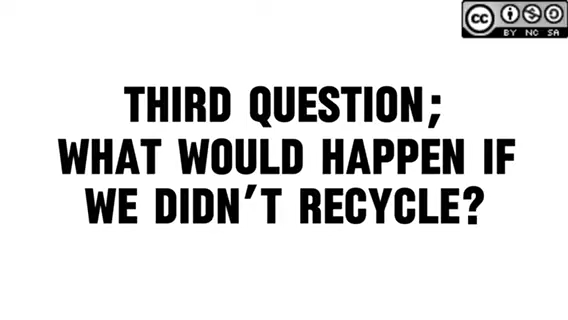 BY NC SA
THIRD QUESTION;
WHAT WOULD HAPPEN IF
WE DIDN'T RECYCLE?